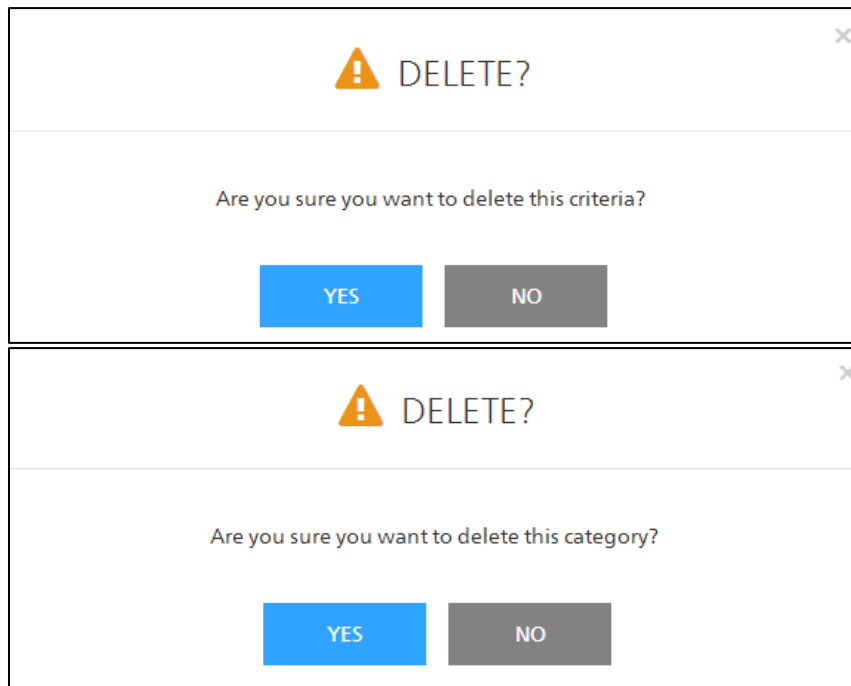 DELETE?
Are you sure you want to delete this criteria?
YES NO
DELETE?
Are you sure you want to delete this category?
YES NO